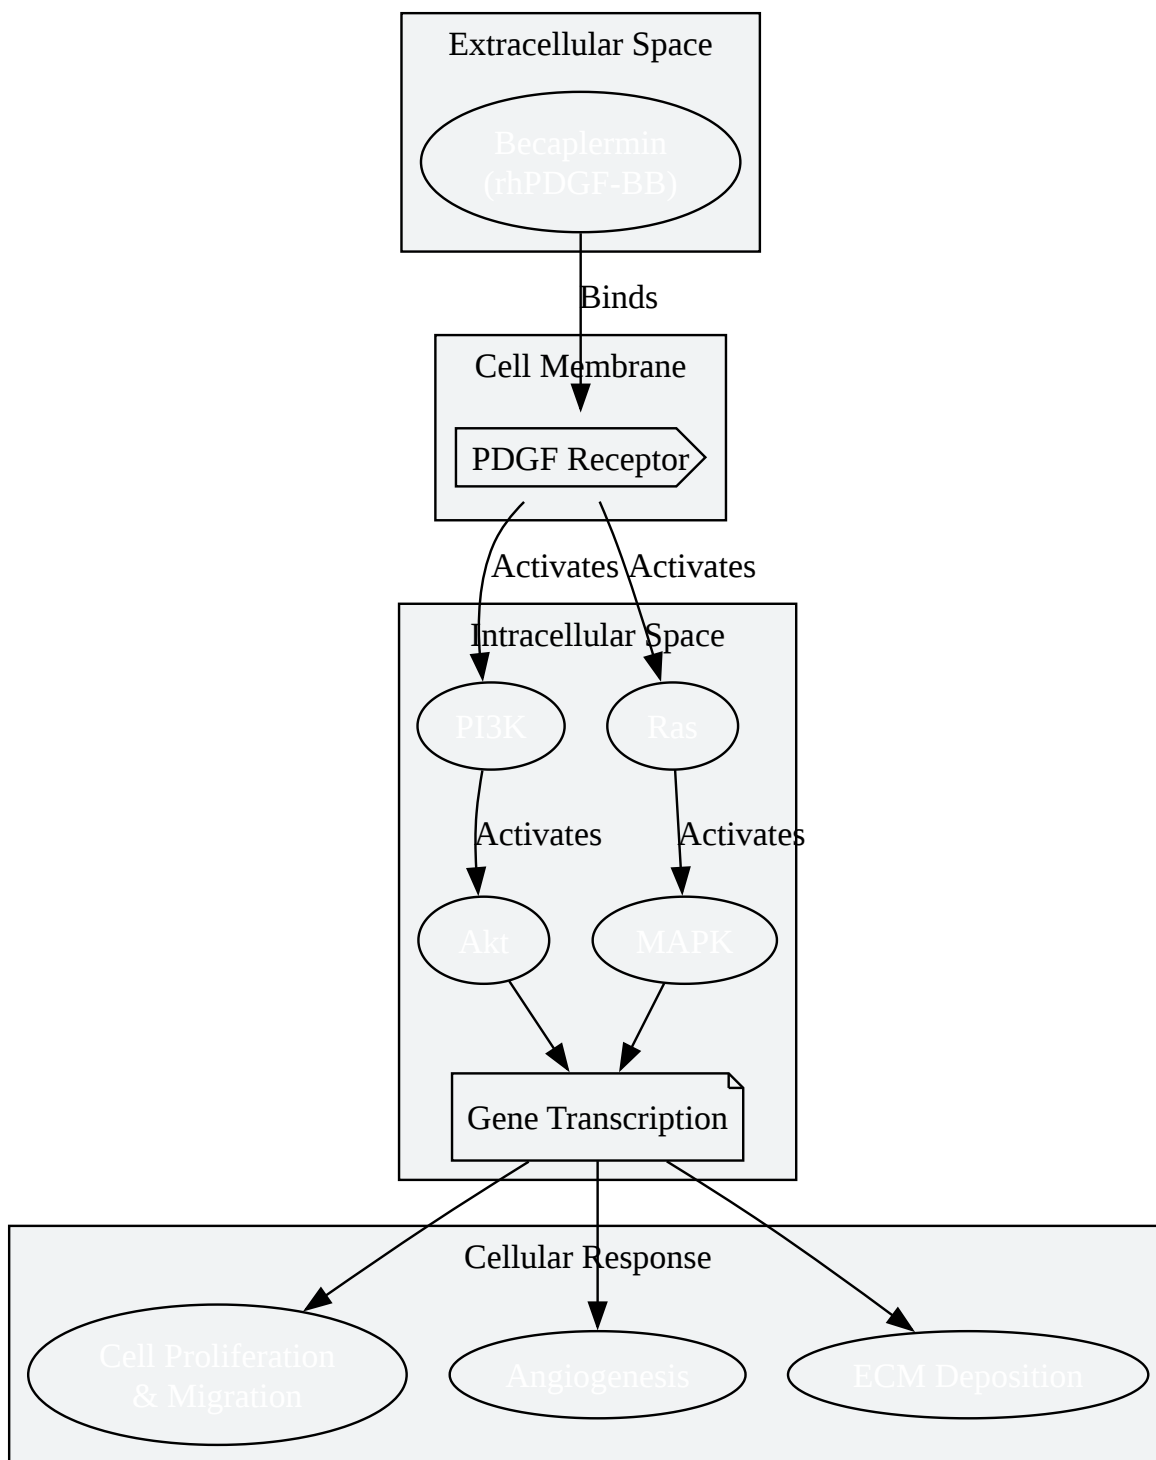 Extracellular Space
Becaplermin
(rhPDGF-BB)
Binds
Cell Membrane
PDGF Receptor
Activates
Activates
Intracellular Space
PI3K
Ras
Activates
Activates
Akt
MAPK
Gene Transcription
Cellular Response
Cell Proliferation
& Migration
Angiogenesis
ECM Deposition